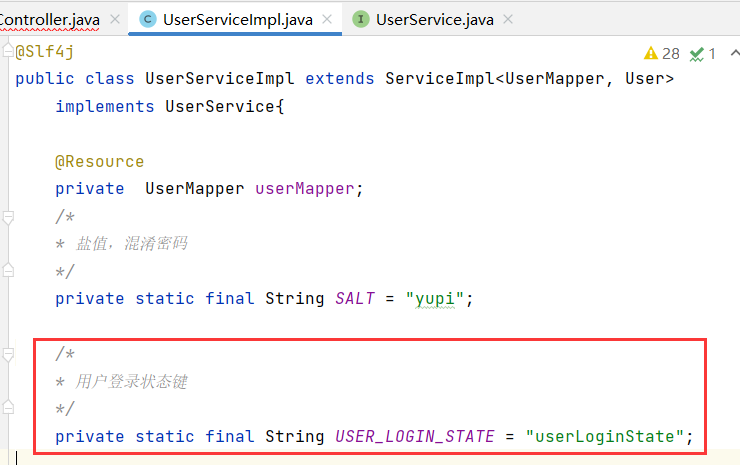 Controller.java UserServiceImpl.java UserService.java
@Slf4j 28 1
public class UserServiceImpl extends ServiceImpl<UserMapper, User>
implements UserService{
@Resource
private  UserMapper userMapper;
/*
* 盐值，混淆密码
*/
private static final String SALT = "yupi";
/*
* 用户登录状态键
*/
private static final String USER_LOGIN_STATE = "userLoginState";